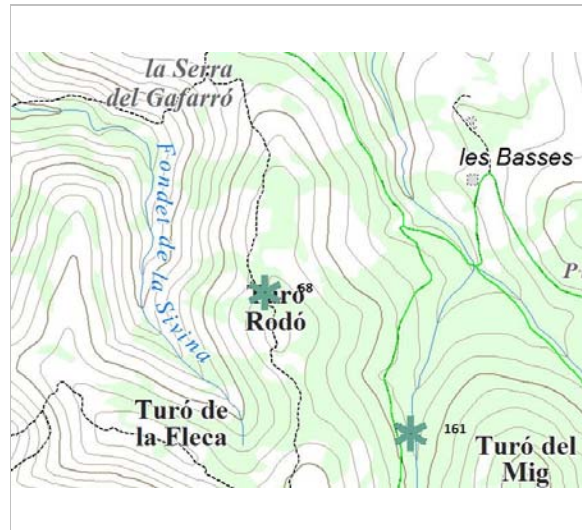 la Serra
del Gafarró
les Basses
Fondet de la Sivina
P
68
Turó
Rodó
Turó de
la Fleca
161
Turó del
Mig